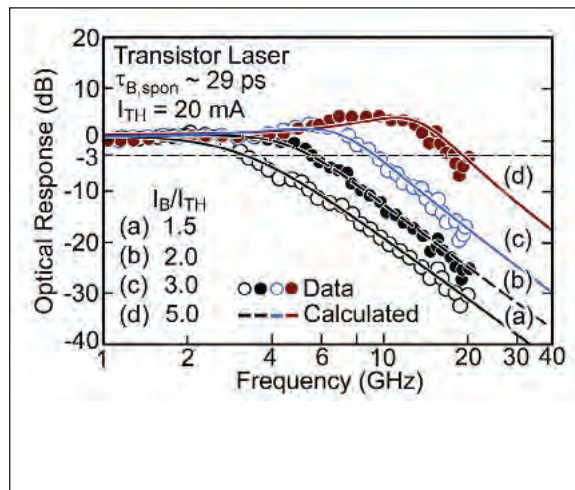 Transistor Laser
τB,spon ~ 29 ps
ITH = 20 mA
Optical Response (dB)
20
10
0
-3
-10
-20
-30
-40
IB/ITH
(a) 1.5
(b) 2.0
(c) 3.0
(d) 5.0
Data
Calculated
(d)
(c)
(b)
(a)
1 2 4 6 10 20 30 40
Frequency (GHz)